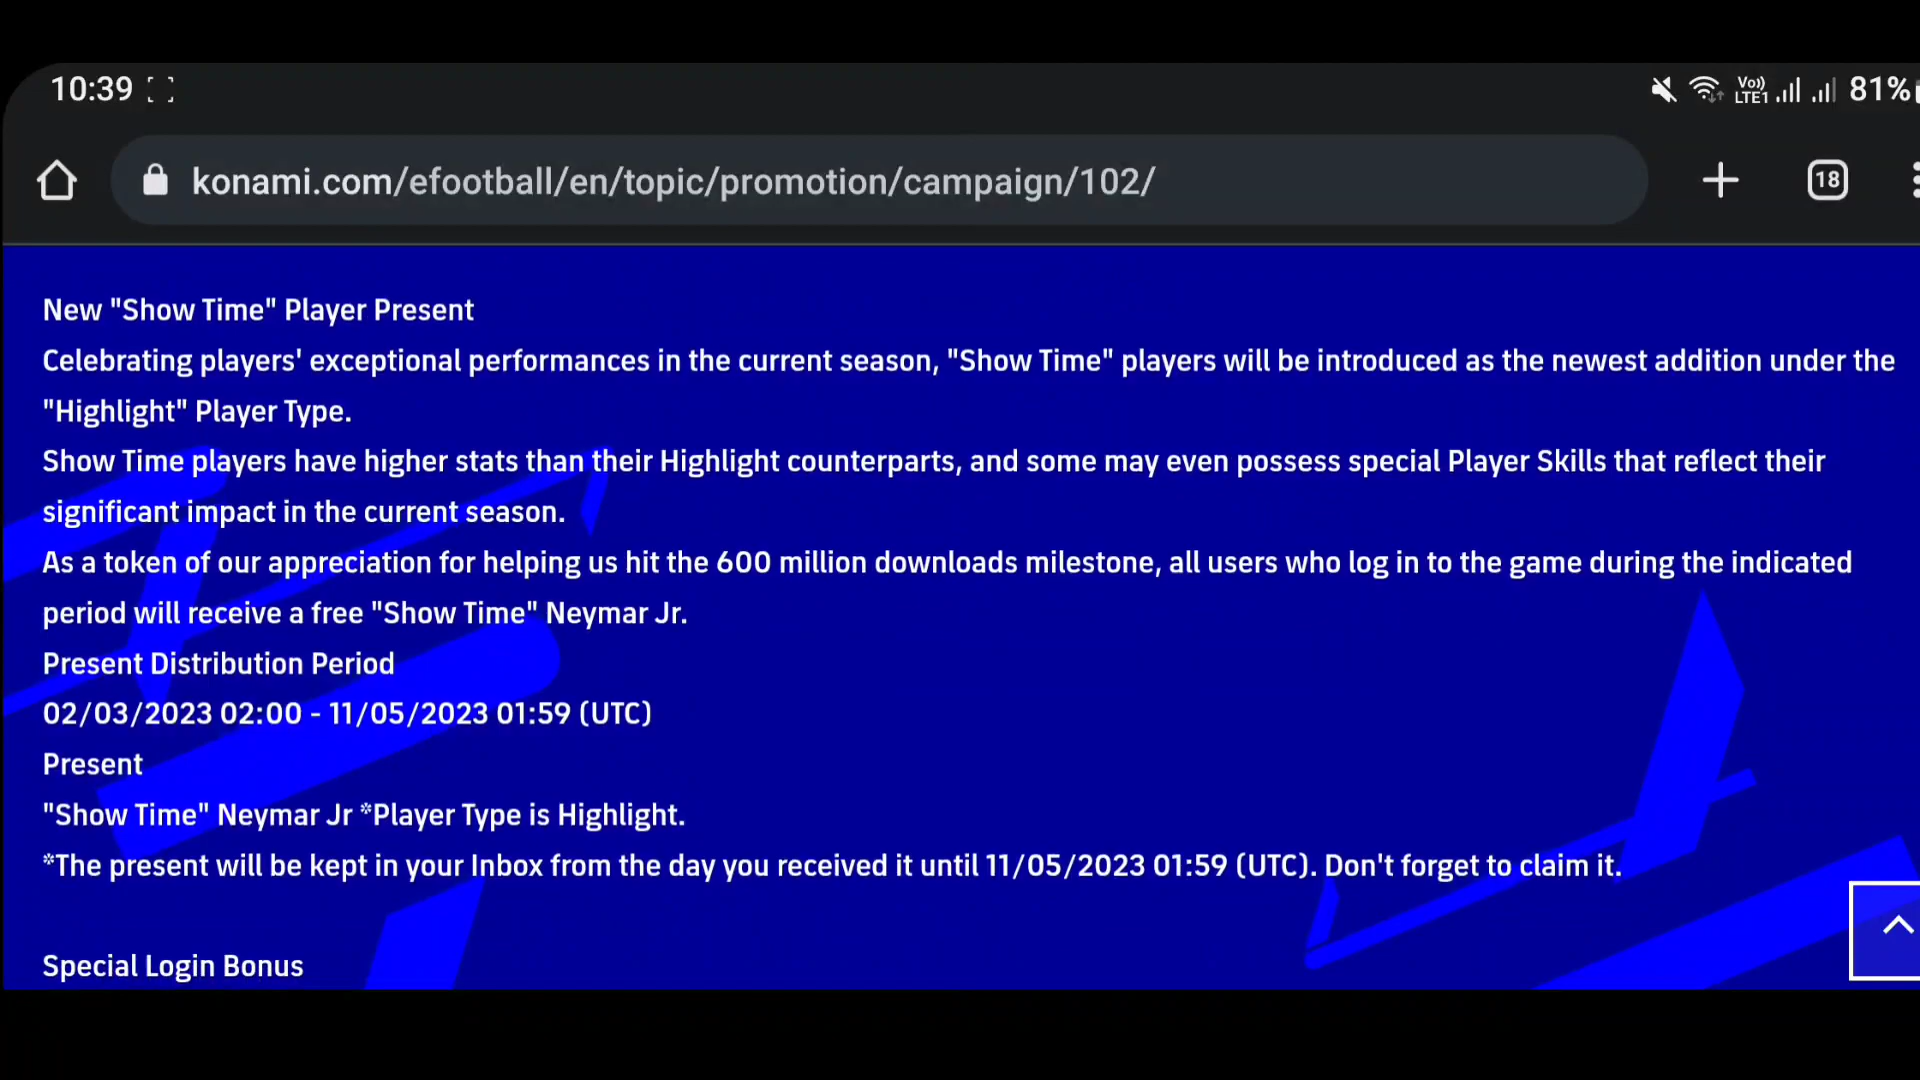 10:39
Vo)) LTE1 81%
konami.com/efootball/en/topic/promotion/campaign/102/
18
New "Show Time" Player Present
Celebrating players' exceptional performances in the current season, "Show Time" players will be introduced as the newest addition under the
"Highlight" Player Type.
Show Time players have higher stats than their Highlight counterparts, and some may even possess special Player Skills that reflect their
significant impact in the current season.
As a token of our appreciation for helping us hit the 600 million downloads milestone, all users who log in to the game during the indicated
period will receive a free "Show Time" Neymar Jr.
Present Distribution Period
02/03/2023 02:00 - 11/05/2023 01:59 (UTC)
Present
"Show Time" Neymar Jr *Player Type is Highlight.
*The present will be kept in your Inbox from the day you received it until 11/05/2023 01:59 (UTC). Don't forget to claim it.
Special Login Bonus